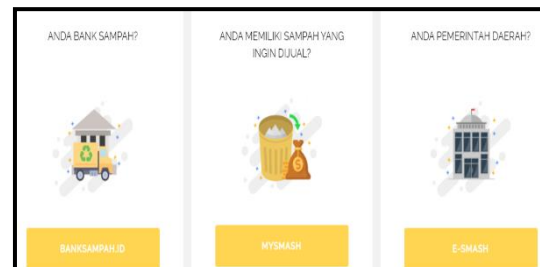 ANDA BANK SAMPAH?
BANKSAMPAH.ID
ANDA MEMILIKI SAMPAH YANG
INGIN DIJUAL?
MYSMASH
ANDA PEMERINTAH DAERAH?
E-SMASH